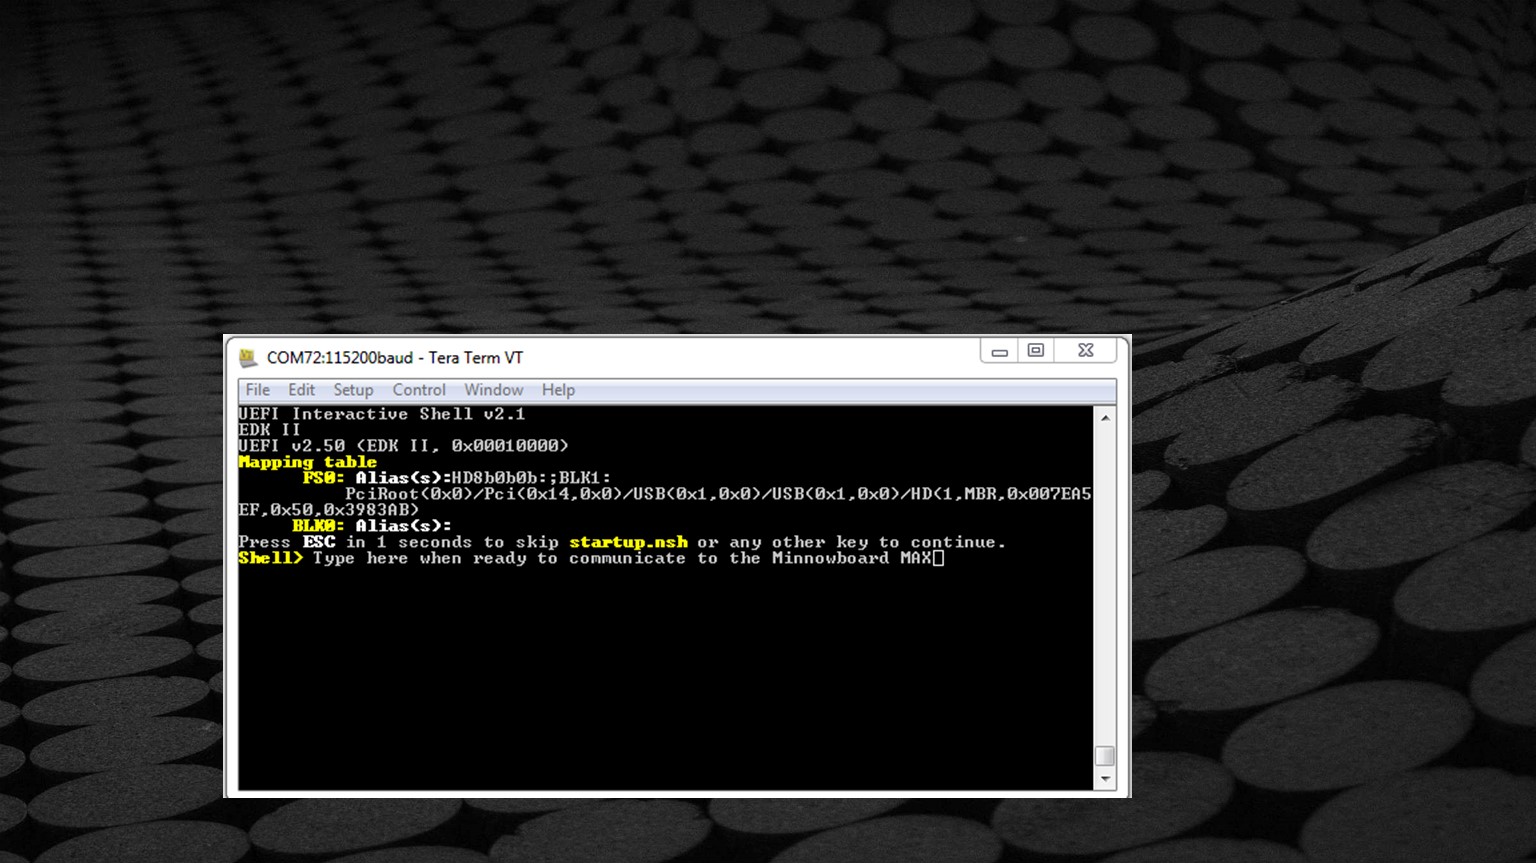 COM72:115200baud - Tera Term VT
File Edit Setup Control Window Help
UEFI Interactive Shell v2.1
EDK II
UEFI v2.50 (EDK II, 0x00010000)
Mapping table
FS0: Alias(s):HD8b0b0b:;BLK1:
PciRoot(0x0)/Pci(0x14,0x0)/USB(0x1,0x0)/USB(0x1,0x0)/HD(1,MBR,0x007EA5
EF,0x50,0x3983AB)
BLK0: Alias(s):
Press ESC in 1 seconds to skip startup.nsh or any other key to continue.
Shell> Type here when ready to communicate to the Minnowboard MAX